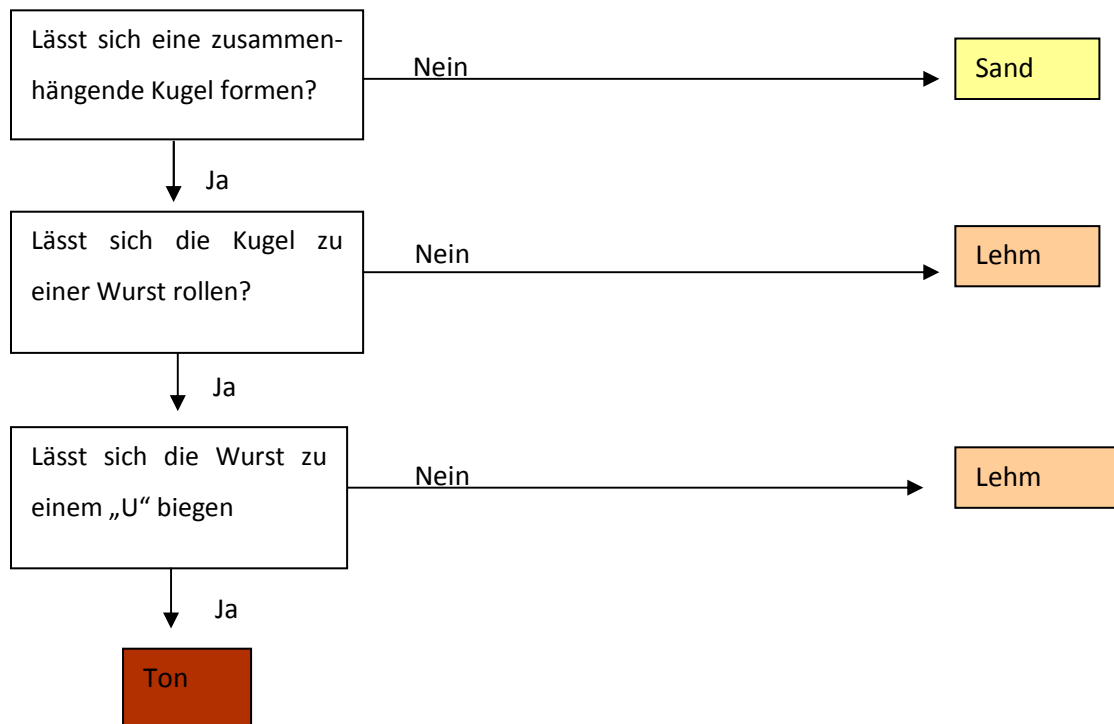 Lässt sich eine zusammen-
hängende Kugel formen?
Nein
Sand
Ja
Lässt sich die Kugel zu
einer Wurst rollen?
Nein
Lehm
Ja
Lässt sich die Wurst zu
einem „U“ biegen
Nein
Lehm
Ja
Ton